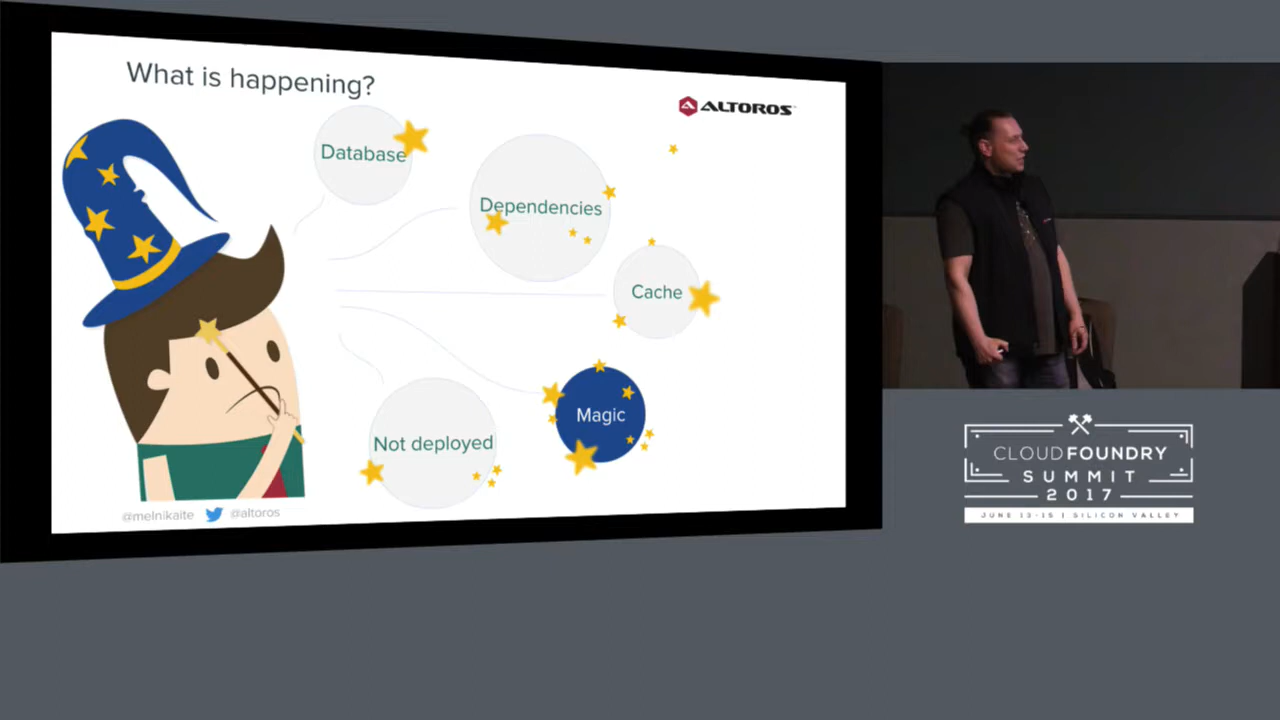 What is happening?
ALTOROS
Database
Dependencies
Cache
Magic
Not deployed
@melnikaite
@altoros
CLOUD FOUNDRY
SUMMIT
2017
JUNE 13-15 | SILICON VALLEY